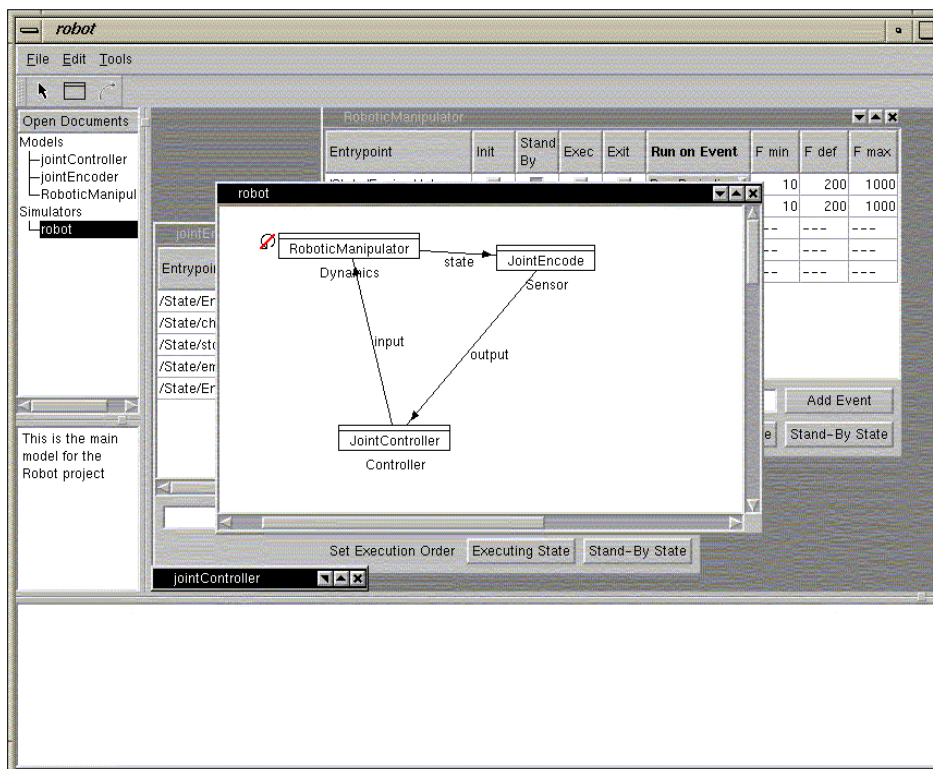 robot
File Edit Tools
Open Documents
Models
jointController
jointEncoder
RoboticManipul
Simulators
robot
This is the main
model for the
Robot project
RoboticManipulator
Entrypoint Init Stand By Exec Exit Run on Event F min F def F max
10 200 1000
10 200 1000
--- --- ---
--- --- ---
--- --- ---
Add Event
Stand-By State
Entrypoi
/State/Er
/State/ch
/State/sto
/State/em
/State/Er
Set Execution Order Executing State Stand-By State
robot
RoboticManipulator
Dynamics
state
JointEncode
Sensor
input
output
JointController
Controller
jointController